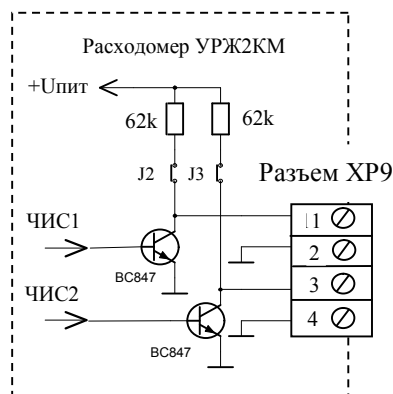 Расходомер УРЖ2КМ
+Uпит
62k
62k
J2
J3
Разъем XP9
ЧИС1
1
2
BC847
3
ЧИС2
4
BC847